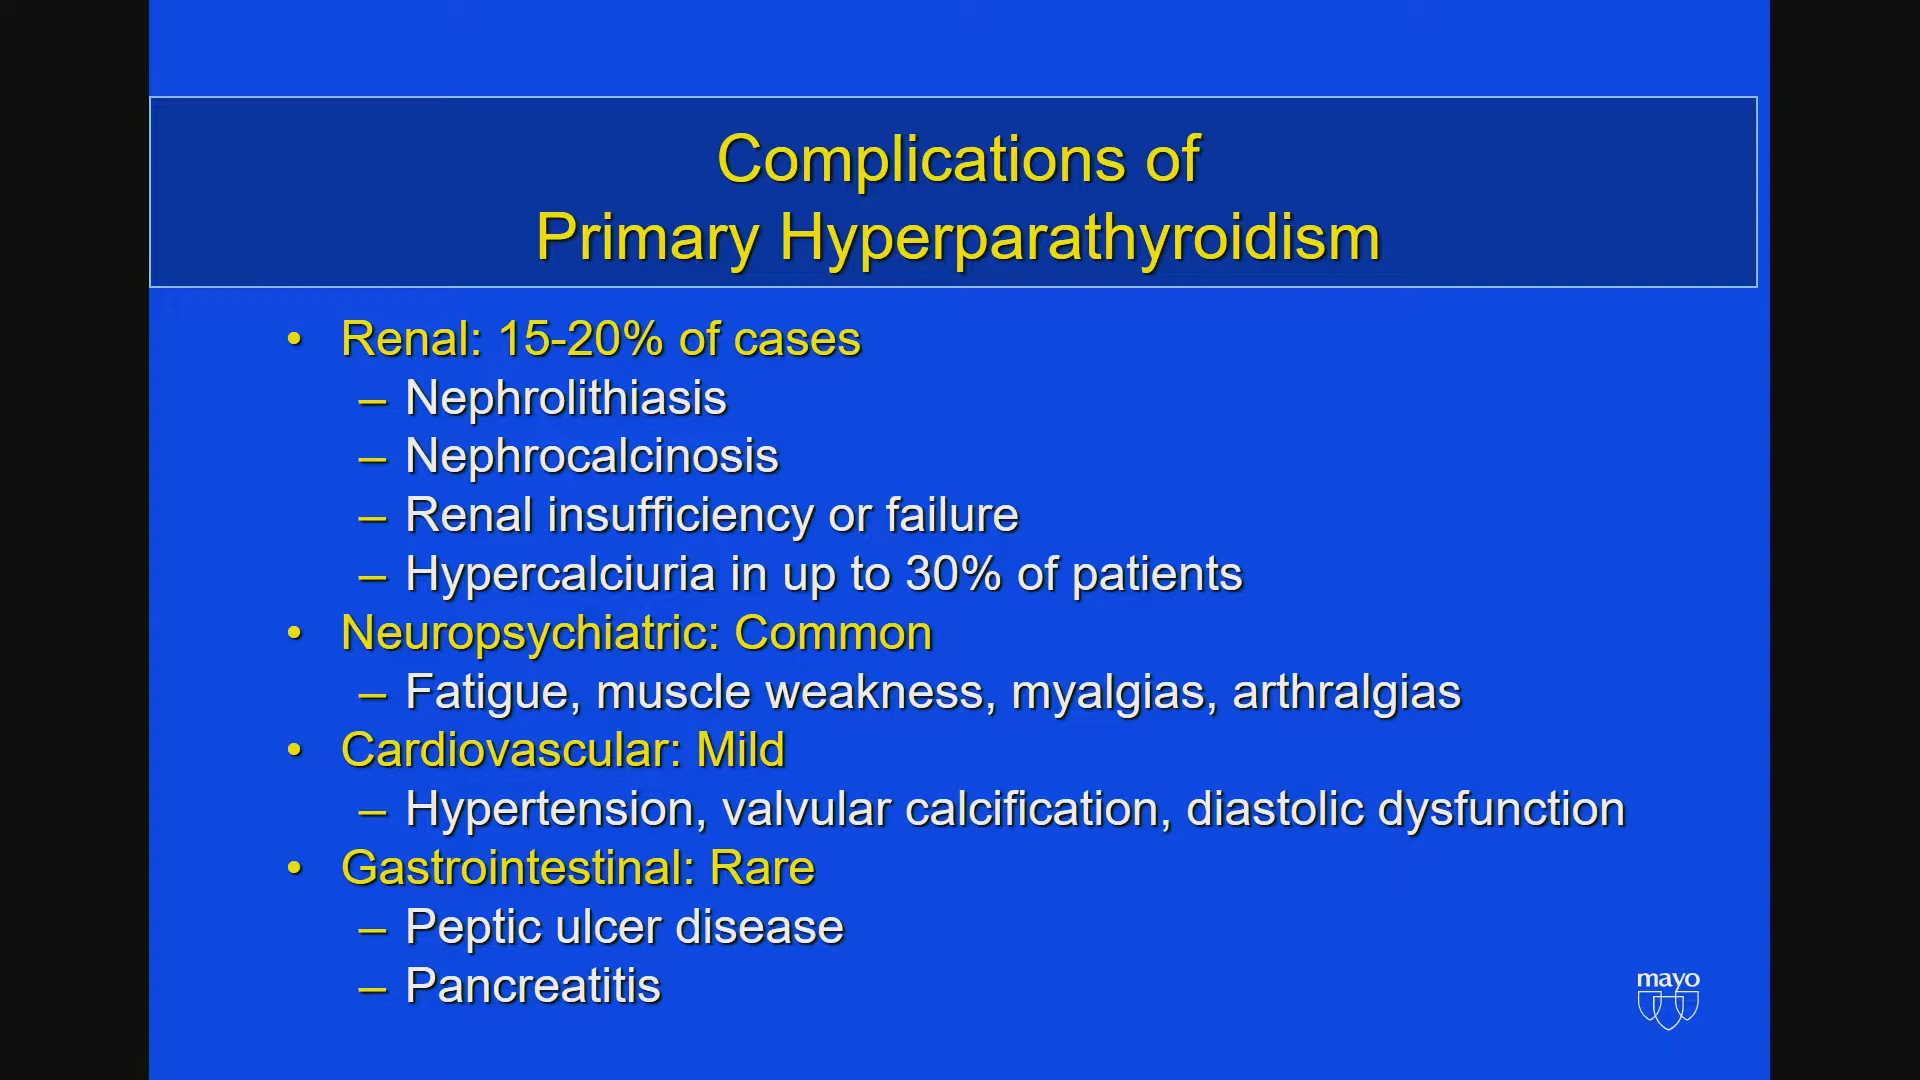 Complications of
Primary Hyperparathyroidism
• Renal: 15-20% of cases
– Nephrolithiasis
– Nephrocalcinosis
– Renal insufficiency or failure
– Hypercalciuria in up to 30% of patients
• Neuropsychiatric: Common
– Fatigue, muscle weakness, myalgias, arthralgias
• Cardiovascular: Mild
– Hypertension, valvular calcification, diastolic dysfunction
• Gastrointestinal: Rare
– Peptic ulcer disease
– Pancreatitis
mayo